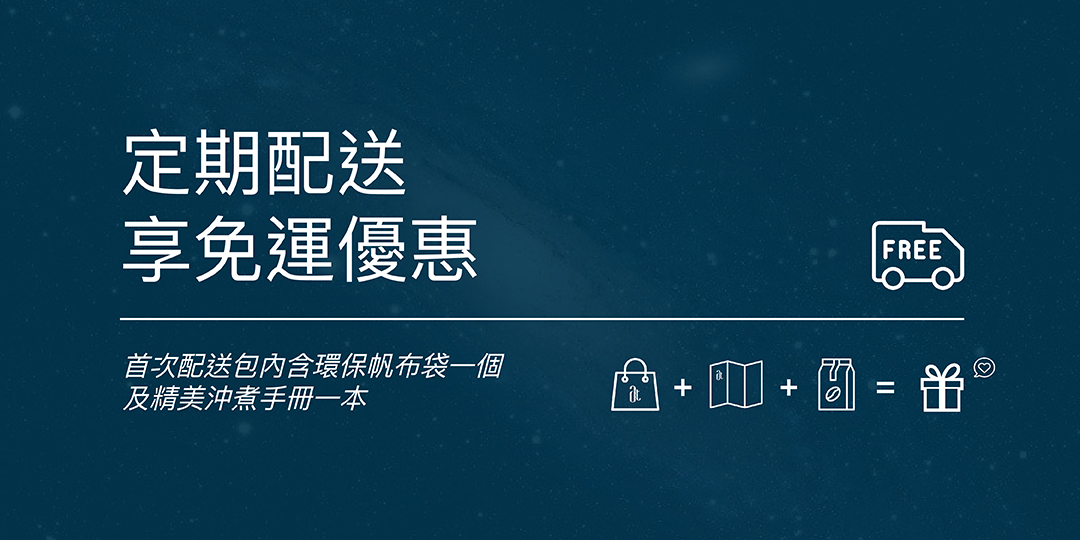 定期配送
享免運優惠
FREE
首次配送包內含環保帆布袋一個
及精美沖煮手冊一本
+ + =